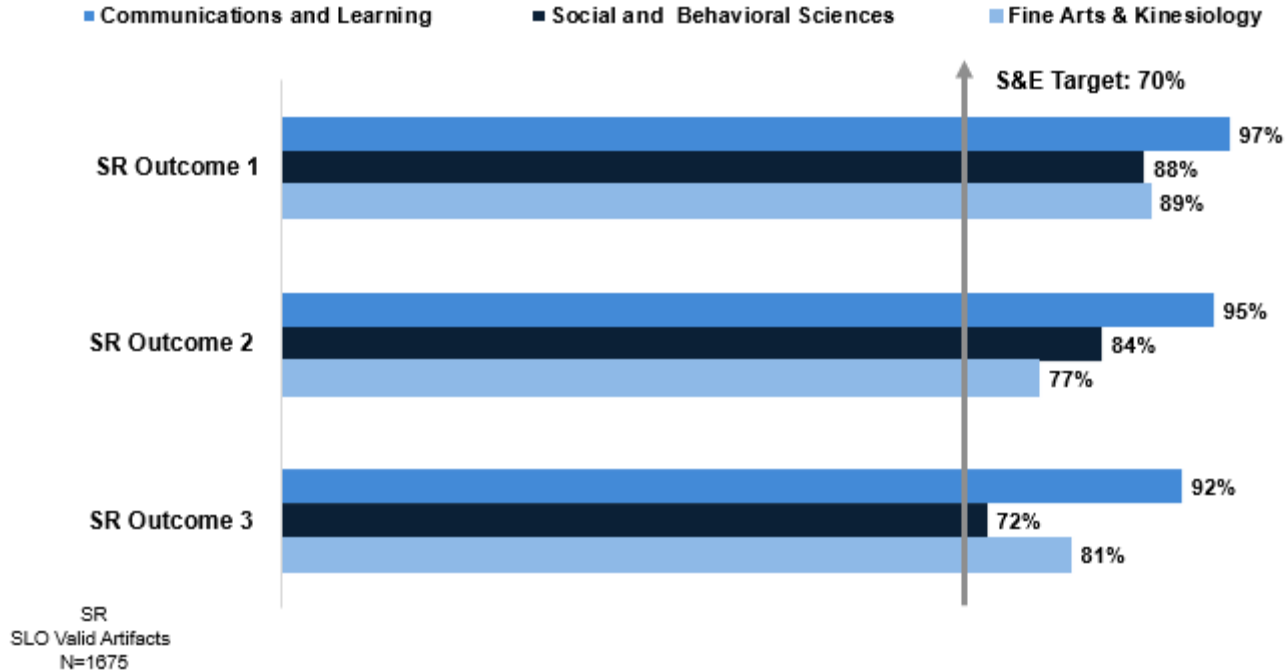 Communications and Learning
Social and Behavioral Sciences
Fine Arts & Kinesiology
S&E Target: 70%
SR Outcome 1
97%
88%
89%
SR Outcome 2
95%
84%
77%
SR Outcome 3
92%
72%
81%
SR
SLO Valid Artifacts
N=1675